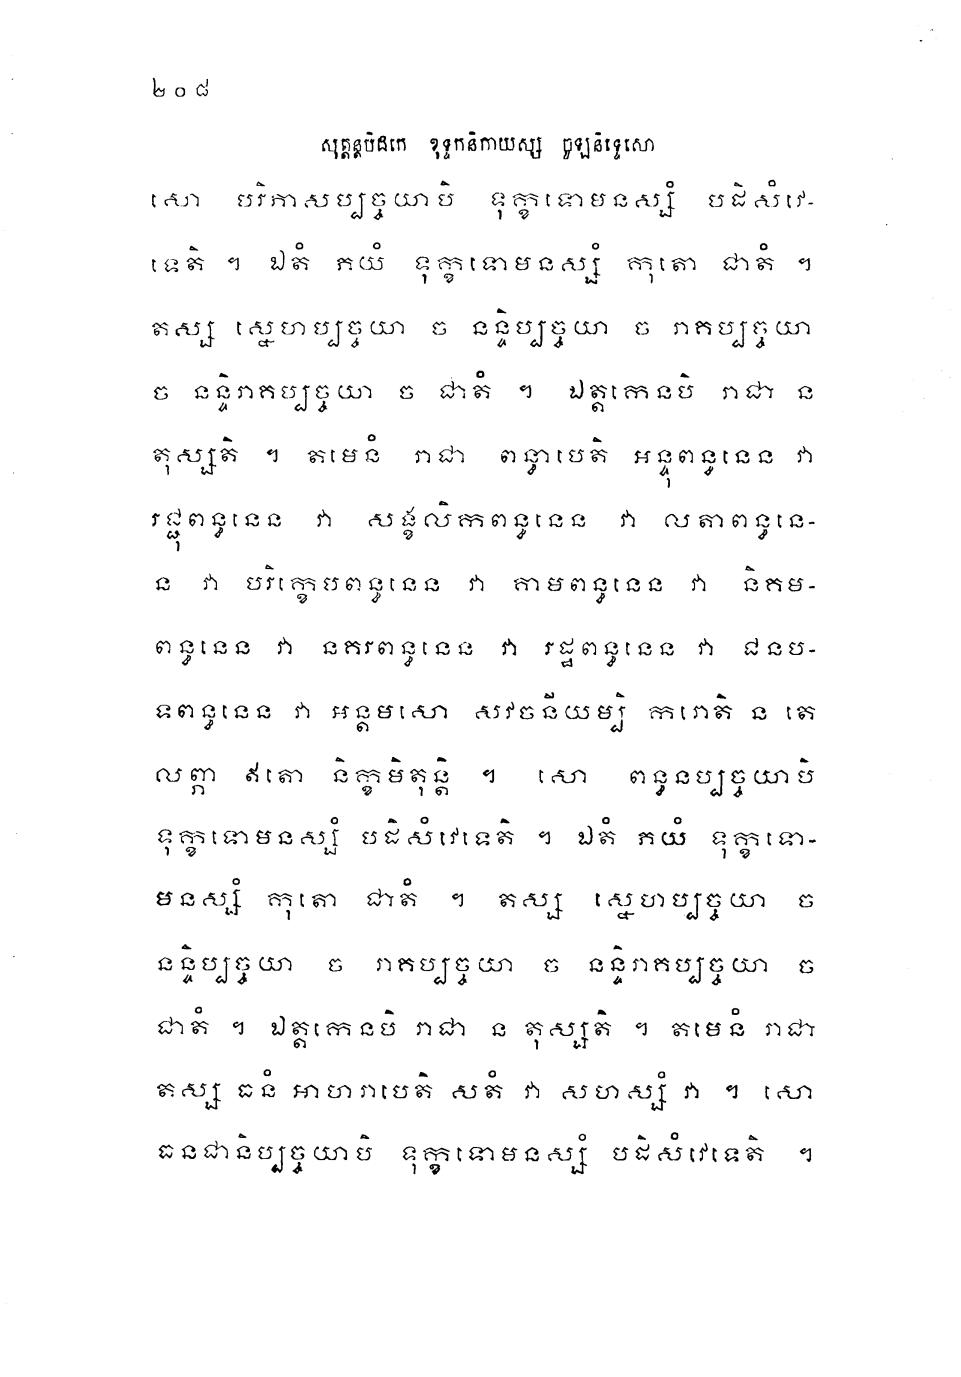 ២០៨
សុត្តន្តបិដកេ ខុទ្ទកនិកាយស្ស ចូឡនិទ្ទេសោ
សោ បរិភាសប្បច្ចយាបិ ទុក្ខទោមនស្សំ បដិសំវេ-
ទេតិ ។ ឯតំ ភយំ ទុក្ខទោមនស្សំ កុតោ ជាតំ ។
តស្ស ស្នេហប្បច្ចយា ច នន្ទិប្បច្ចយា ច រាគប្បច្ចយា
ច នន្ទិរាគប្បច្ចយា ច ជាតំ ។ ឯត្តកេនបិ រាជា ន
តុស្សតិ ។ តមេនំ រាជា ពន្ធាបេតិ អន្ទុពន្ធនេន វា
រជ្ជុពន្ធនេន វា សង្ខលិកពន្ធនេន វា លតាពន្ធនេ-
ន វា បរិក្ខេបពន្ធនេន វា គាមពន្ធនេន វា និគម-
ពន្ធនេន វា នគរពន្ធនេន វា រដ្ឋពន្ធនេន វា ជនប-
ទពន្ធនេន វា អន្តមសោ សវចនីយម្បិ ករោតិ ន តេ
លព្ភា ឥតោ និក្ខមិតុន្តិ ។ សោ ពន្ធនប្បច្ចយាបិ
ទុក្ខទោមនស្សំ បដិសំវេទេតិ ។ ឯតំ ភយំ ទុក្ខទោ-
មនស្សំ កុតោ ជាតំ ។ តស្ស ស្នេហប្បច្ចយា ច
នន្ទិប្បច្ចយា ច រាគប្បច្ចយា ច នន្ទិរាគប្បច្ចយា ច
ជាតំ ។ ឯត្តកេនបិ រាជា ន តុស្សតិ ។ តមេនំ រាជា
តស្ស ធនំ អាហរាបេតិ សតំ វា សហស្សំ វា ។ សោ
ធនជានិប្បច្ចយាបិ ទុក្ខទោមនស្សំ បដិសំវេទេតិ ។